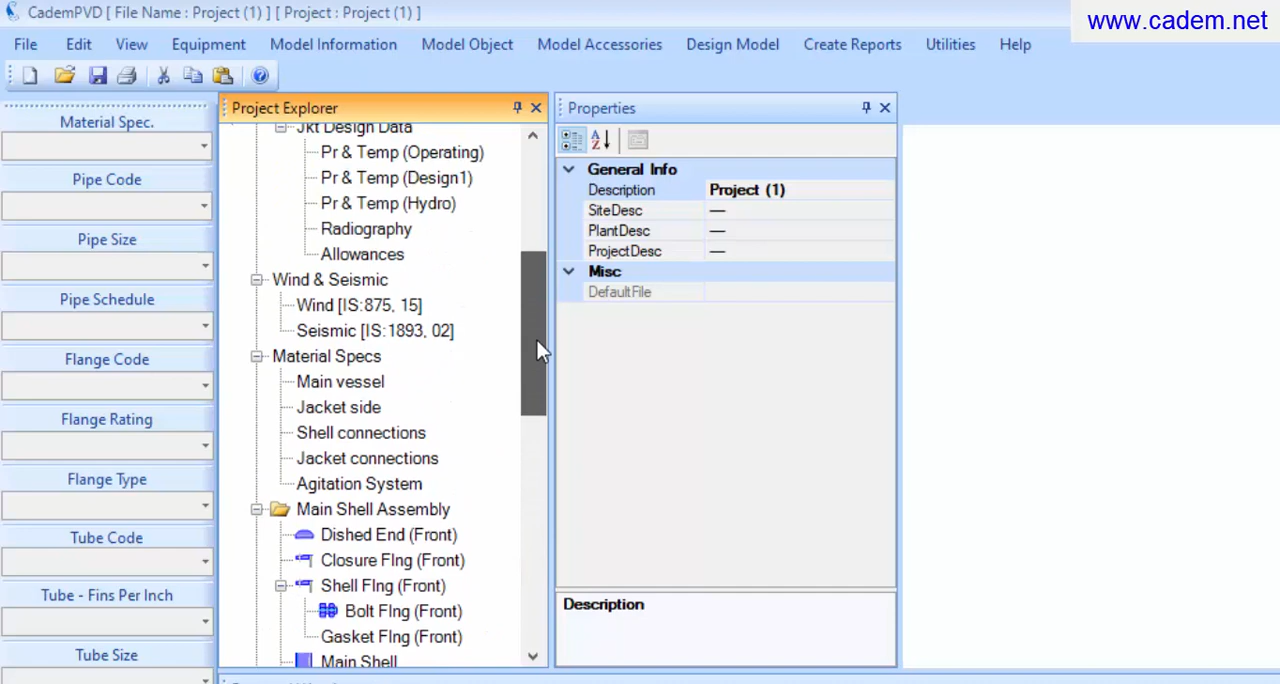 CademPVD [ File Name : Project (1) ] [ Project : Project (1) ]
www.cadem.net
File Edit View Equipment Model Information Model Object Model Accessories Design Model Create Reports Utilities Help
Material Spec.
Pipe Code
Pipe Size
Pipe Schedule
Flange Code
Flange Rating
Flange Type
Tube Code
Tube - Fins Per Inch
Tube Size
Project Explorer
Jkt Design Data
Pr & Temp (Operating)
Pr & Temp (Design1)
Pr & Temp (Hydro)
Radiography
Allowances
Wind & Seismic
Wind [IS:875, 15]
Seismic [IS:1893, 02]
Material Specs
Main vessel
Jacket side
Shell connections
Jacket connections
Agitation System
Main Shell Assembly
Dished End (Front)
Closure Flng (Front)
Shell Flng (Front)
Bolt Flng (Front)
Gasket Flng (Front)
Main Shell
Properties
General Info
Description Project (1)
SiteDesc —
PlantDesc —
ProjectDesc —
Misc
DefaultFile
Description